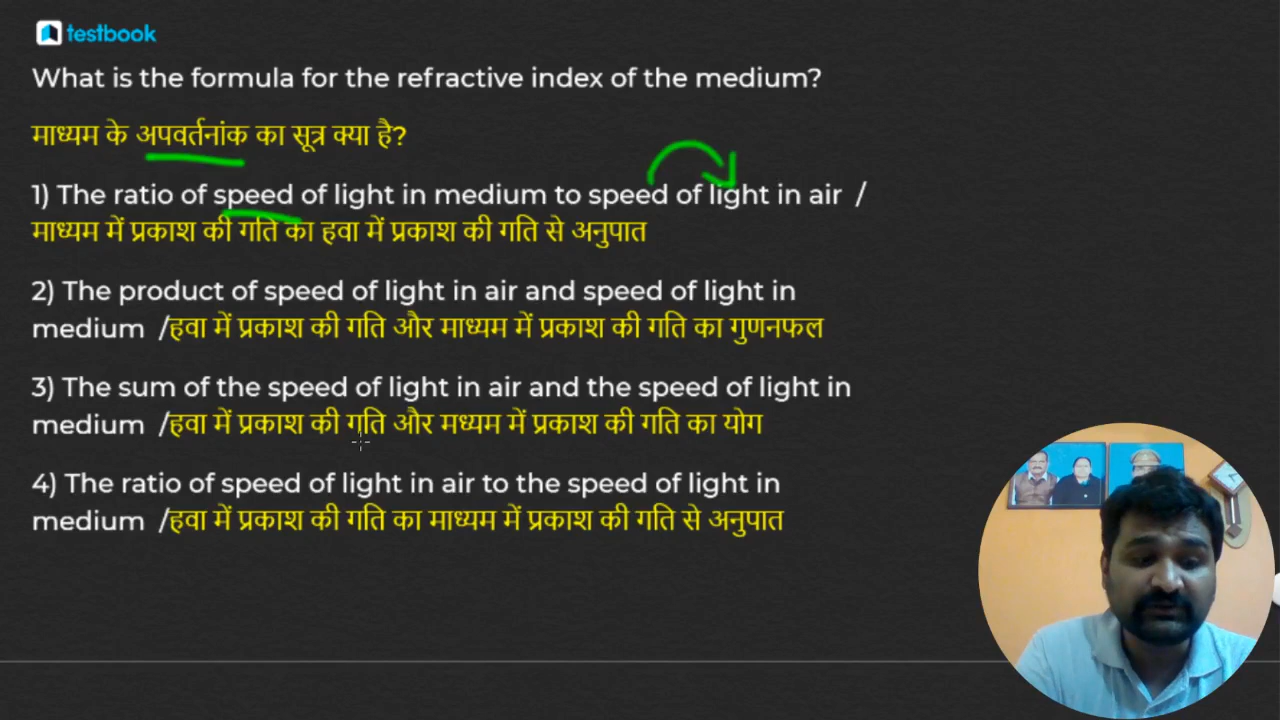 testbook
What is the formula for the refractive index of the medium?
माध्यम के अपवर्तनांक का सूत्र क्या है?
1) The ratio of speed of light in medium to speed of light in air /
माध्यम में प्रकाश की गति का हवा में प्रकाश की गति से अनुपात
2) The product of speed of light in air and speed of light in
medium /हवा में प्रकाश की गति और माध्यम में प्रकाश की गति का गुणनफल
3) The sum of the speed of light in air and the speed of light in
medium /हवा में प्रकाश की गति और मध्यम में प्रकाश की गति का योग
4) The ratio of speed of light in air to the speed of light in
medium /हवा में प्रकाश की गति का माध्यम में प्रकाश की गति से अनुपात